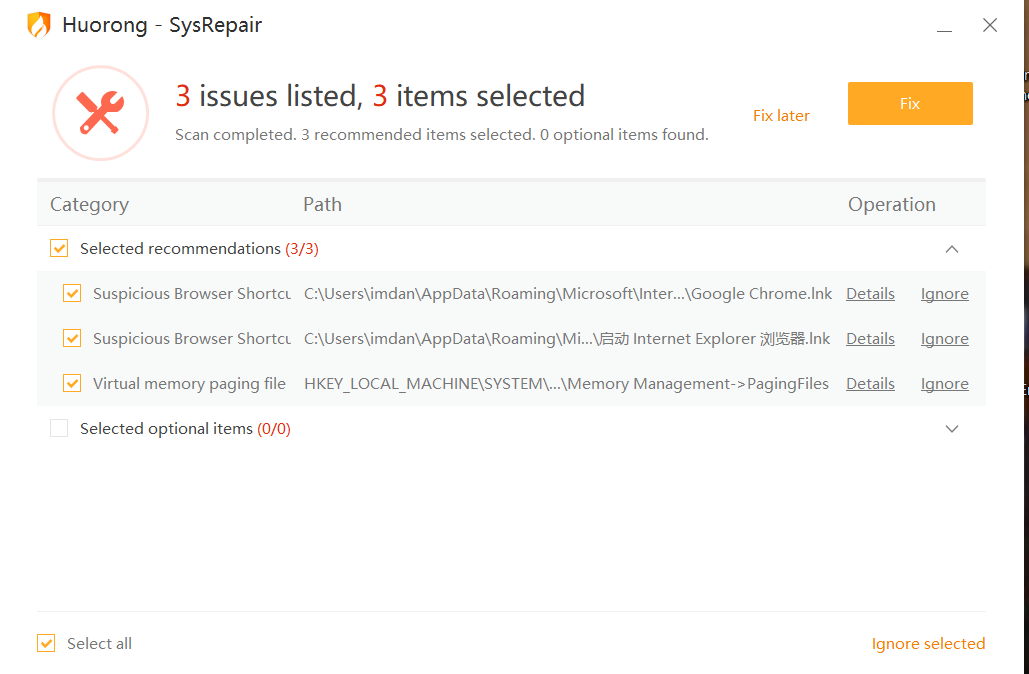 Huorong - SysRepair
3 issues listed, 3 items selected
Scan completed. 3 recommended items selected. 0 optional items found.
Fix later
Fix
Category Path Operation
Selected recommendations (3/3)
Suspicious Browser Shortcu C:\Users\imdan\AppData\Roaming\Microsoft\Inter...\Google Chrome.lnk Details Ignore
Suspicious Browser Shortcu C:\Users\imdan\AppData\Roaming\Mi...\启动 Internet Explorer 浏览器.lnk Details Ignore
Virtual memory paging file HKEY_LOCAL_MACHINE\SYSTEM\...\Memory Management->PagingFiles Details Ignore
Selected optional items (0/0)
Select all
Ignore selected